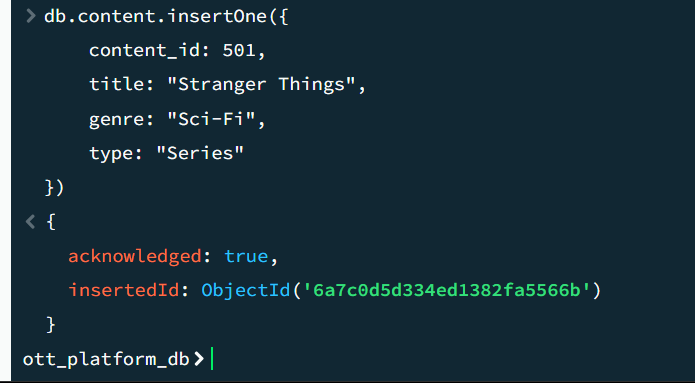 > db.content.insertOne({
content_id: 501,
title: "Stranger Things",
genre: "Sci-Fi",
type: "Series"
})
< {
acknowledged: true,
insertedId: ObjectId('6a7c0d5d334ed1382fa5566b')
}
ott_platform_db>